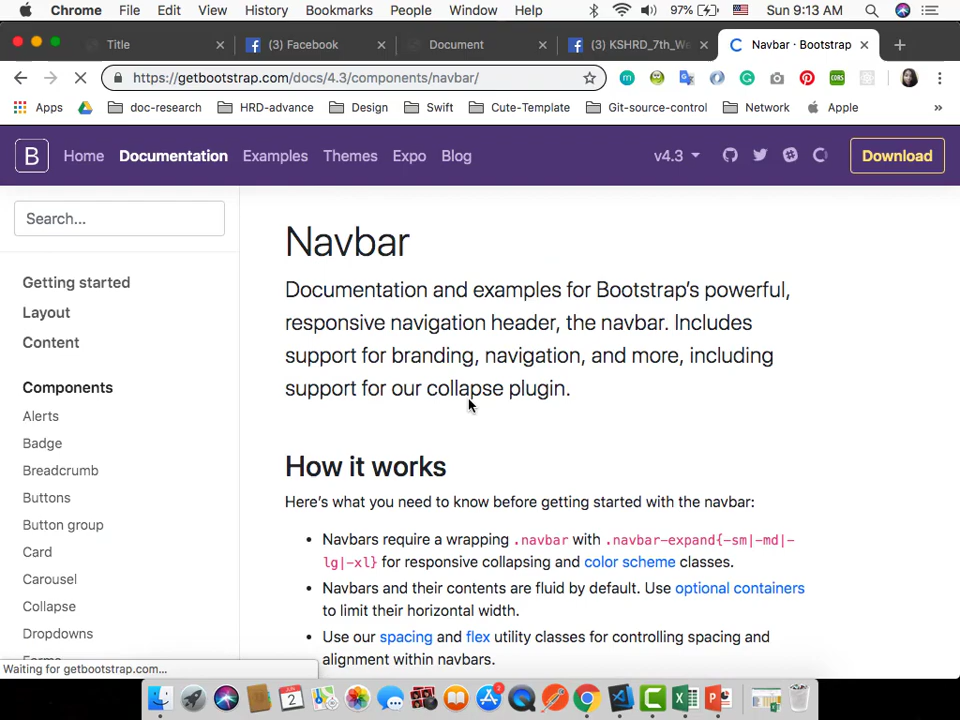 Chrome File Edit View History Bookmarks People Window Help 97% Sun 9:13 AM
Title (3) Facebook Document (3) KSHRD_7th_We Navbar · Bootstrap
https://getbootstrap.com/docs/4.3/components/navbar/
Apps doc-research HRD-advance Design Swift Cute-Template Git-source-control Network Apple »
B Home Documentation Examples Themes Expo Blog v4.3 Download
Search...
Navbar
Documentation and examples for Bootstrap's powerful,
responsive navigation header, the navbar. Includes
support for branding, navigation, and more, including
support for our collapse plugin.
Getting started
Layout
Content
Components
Alerts
Badge
Breadcrumb
Buttons
Button group
Card
Carousel
Collapse
Dropdowns
Forms
How it works
Here's what you need to know before getting started with the navbar:
• Navbars require a wrapping .navbar with .navbar-expand{-sm|-md|-
lg|-xl} for responsive collapsing and color scheme classes.
• Navbars and their contents are fluid by default. Use optional containers
to limit their horizontal width.
• Use our spacing and flex utility classes for controlling spacing and
alignment within navbars.
Waiting for getbootstrap.com...